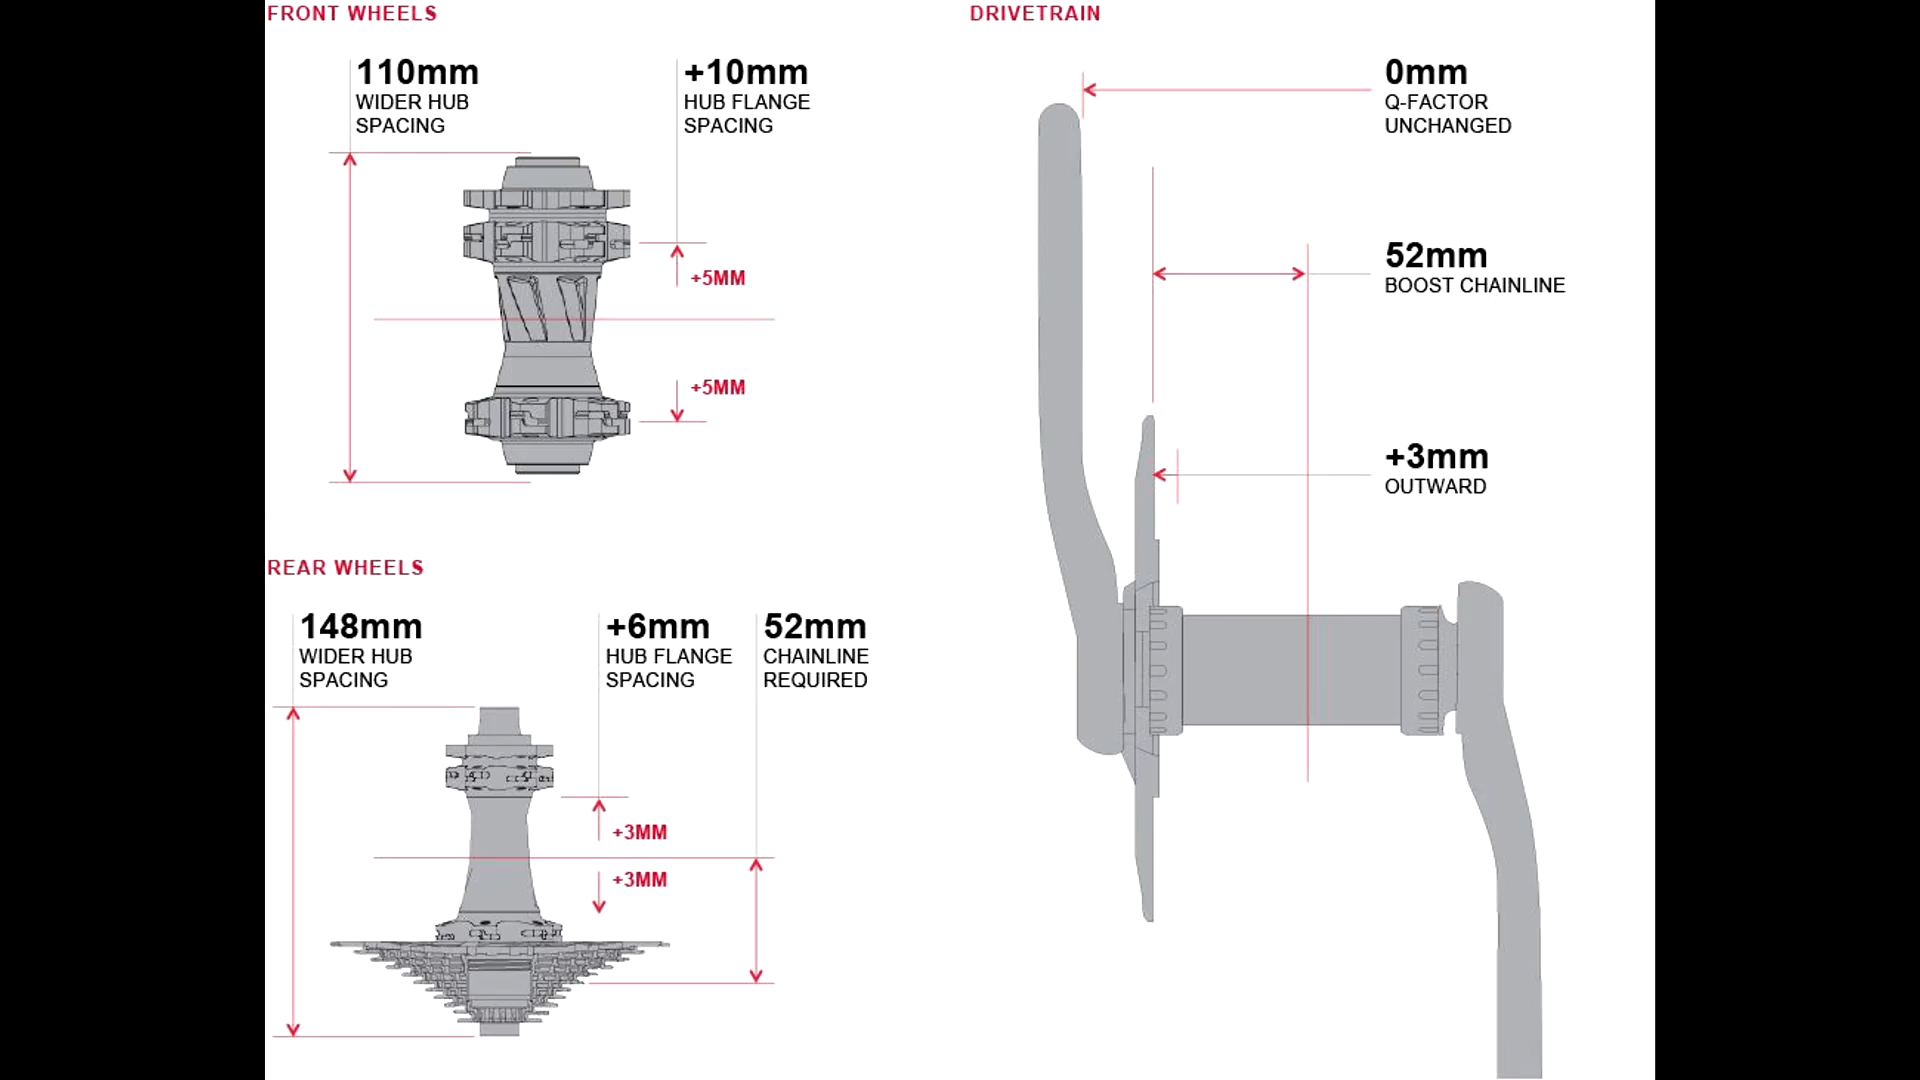 FRONT WHEELS
110mm
WIDER HUB
SPACING
+10mm
HUB FLANGE
SPACING
+5MM
+5MM
REAR WHEELS
148mm
WIDER HUB
SPACING
+6mm
HUB FLANGE
SPACING
52mm
CHAINLINE
REQUIRED
+3MM
+3MM
DRIVETRAIN
0mm
Q-FACTOR
UNCHANGED
52mm
BOOST CHAINLINE
+3mm
OUTWARD